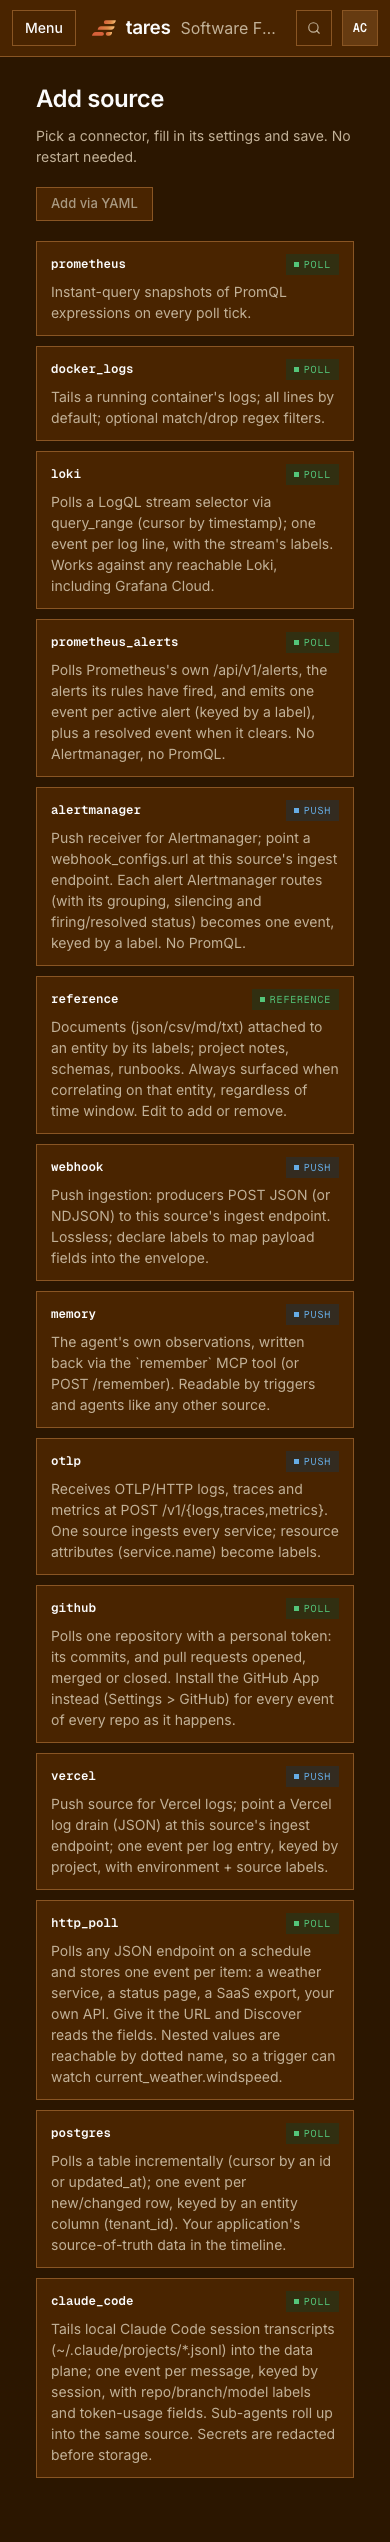 Menu
tares Software F...
AC
Add source
Pick a connector, fill in its settings and save. No
restart needed.
Add via YAML
prometheus
POLL
Instant-query snapshots of PromQL
expressions on every poll tick.
docker_logs
POLL
Tails a running container's logs; all lines by
default; optional match/drop regex filters.
loki
POLL
Polls a LogQL stream selector via
query_range (cursor by timestamp); one
event per log line, with the stream's labels.
Works against any reachable Loki,
including Grafana Cloud.
prometheus_alerts
POLL
Polls Prometheus's own /api/v1/alerts, the
alerts its rules have fired, and emits one
event per active alert (keyed by a label),
plus a resolved event when it clears. No
Alertmanager, no PromQL.
alertmanager
PUSH
Push receiver for Alertmanager; point a
webhook_configs.url at this source's ingest
endpoint. Each alert Alertmanager routes
(with its grouping, silencing and
firing/resolved status) becomes one event,
keyed by a label. No PromQL.
reference
REFERENCE
Documents (json/csv/md/txt) attached to
an entity by its labels; project notes,
schemas, runbooks. Always surfaced when
correlating on that entity, regardless of
time window. Edit to add or remove.
webhook
PUSH
Push ingestion: producers POST JSON (or
NDJSON) to this source's ingest endpoint.
Lossless; declare labels to map payload
fields into the envelope.
memory
PUSH
The agent's own observations, written
back via the `remember` MCP tool (or
POST /remember). Readable by triggers
and agents like any other source.
otlp
PUSH
Receives OTLP/HTTP logs, traces and
metrics at POST /v1/{logs,traces,metrics}.
One source ingests every service; resource
attributes (service.name) become labels.
github
POLL
Polls one repository with a personal token:
its commits, and pull requests opened,
merged or closed. Install the GitHub App
instead (Settings > GitHub) for every event
of every repo as it happens.
vercel
PUSH
Push source for Vercel logs; point a Vercel
log drain (JSON) at this source's ingest
endpoint; one event per log entry, keyed by
project, with environment + source labels.
http_poll
POLL
Polls any JSON endpoint on a schedule
and stores one event per item: a weather
service, a status page, a SaaS export, your
own API. Give it the URL and Discover
reads the fields. Nested values are
reachable by dotted name, so a trigger can
watch current_weather.windspeed.
postgres
POLL
Polls a table incrementally (cursor by an id
or updated_at); one event per
new/changed row, keyed by an entity
column (tenant_id). Your application's
source-of-truth data in the timeline.
claude_code
POLL
Tails local Claude Code session transcripts
(~/.claude/projects/*.jsonl) into the data
plane; one event per message, keyed by
session, with repo/branch/model labels
and token-usage fields. Sub-agents roll up
into the same source. Secrets are redacted
before storage.